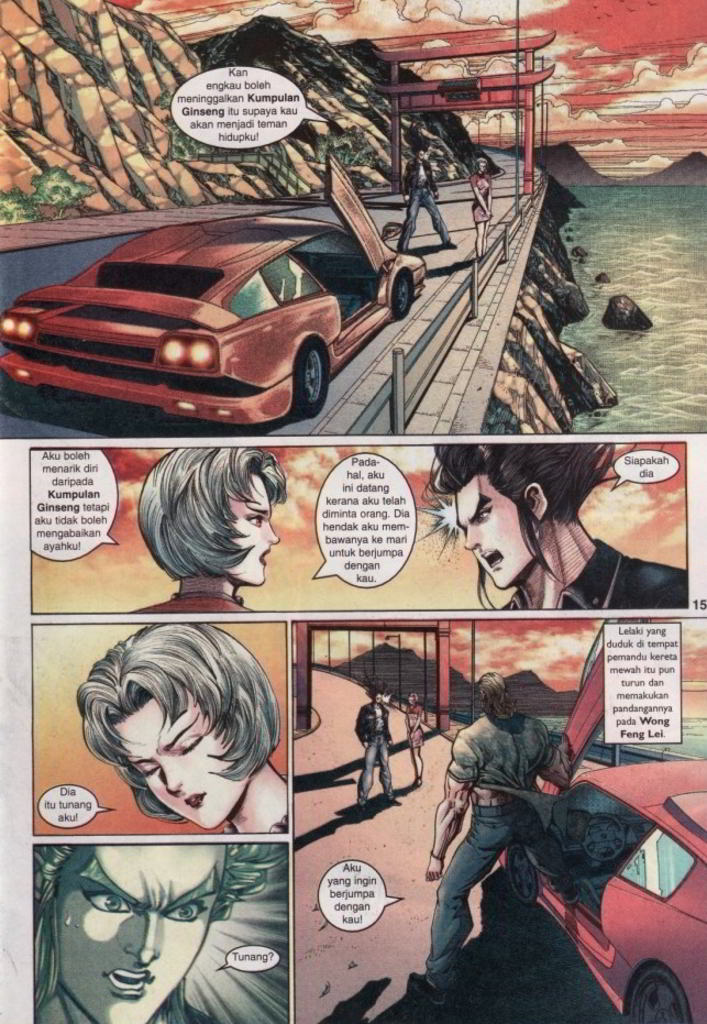 Kan
engkau boleh
meninggalkan Kumpulan
Ginseng itu supaya kau
akan menjadi teman
hidupku!
Aku boleh
menarik diri
daripada
Kumpulan
Ginseng tetapi
aku tidak boleh
mengabaikan
ayahku!
Pada-
hal, aku
ini datang
kerana aku telah
diminta orang. Dia
hendak aku mem-
bawanya ke mari
untuk berjumpa
dengan
kau.
Siapakah
dia
15
Dia
itu tunang
aku!
Lelaki yang
duduk di tempat
pemandu kereta
mewah itu pun
turun dan
memakukan
pandangannya
pada Wong
Feng Lei.
Tunang?
Aku
yang ingin
berjumpa
dengan
kau!